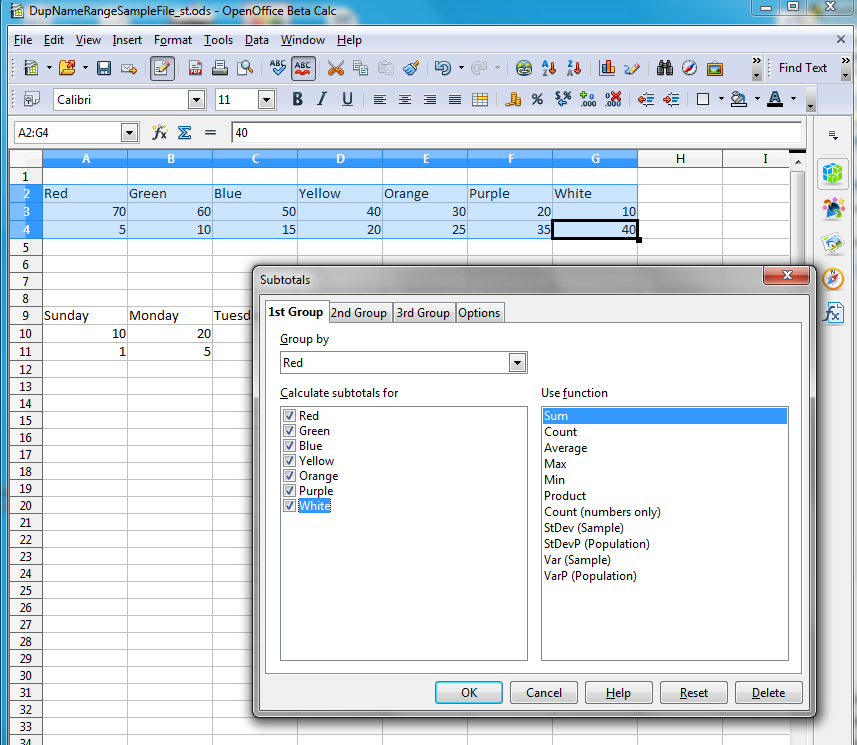 DupNameRangeSampleFile_st.ods - OpenOffice Beta Calc
File Edit View Insert Format Tools Data Window Help
Find Text
Calibri 11 B I U
A2:G4 40
A B C D E F G H I
1
2 Red Green Blue Yellow Orange Purple White
3 70 60 50 40 30 20 10
4 5 10 15 20 25 35 40
5
6
7
8
9 Sunday Monday Tuesd
10 10 20
11 1 5
12
13
14
15
16
17
18
19
20
21
22
23
24
25
26
27
28
29
30
31
32
33
34
Subtotals
1st Group 2nd Group 3rd Group Options
Group by
Red
Calculate subtotals for
Red
Green
Blue
Yellow
Orange
Purple
White
Use function
Sum
Count
Average
Max
Min
Product
Count (numbers only)
StDev (Sample)
StDevP (Population)
Var (Sample)
VarP (Population)
OK Cancel Help Reset Delete